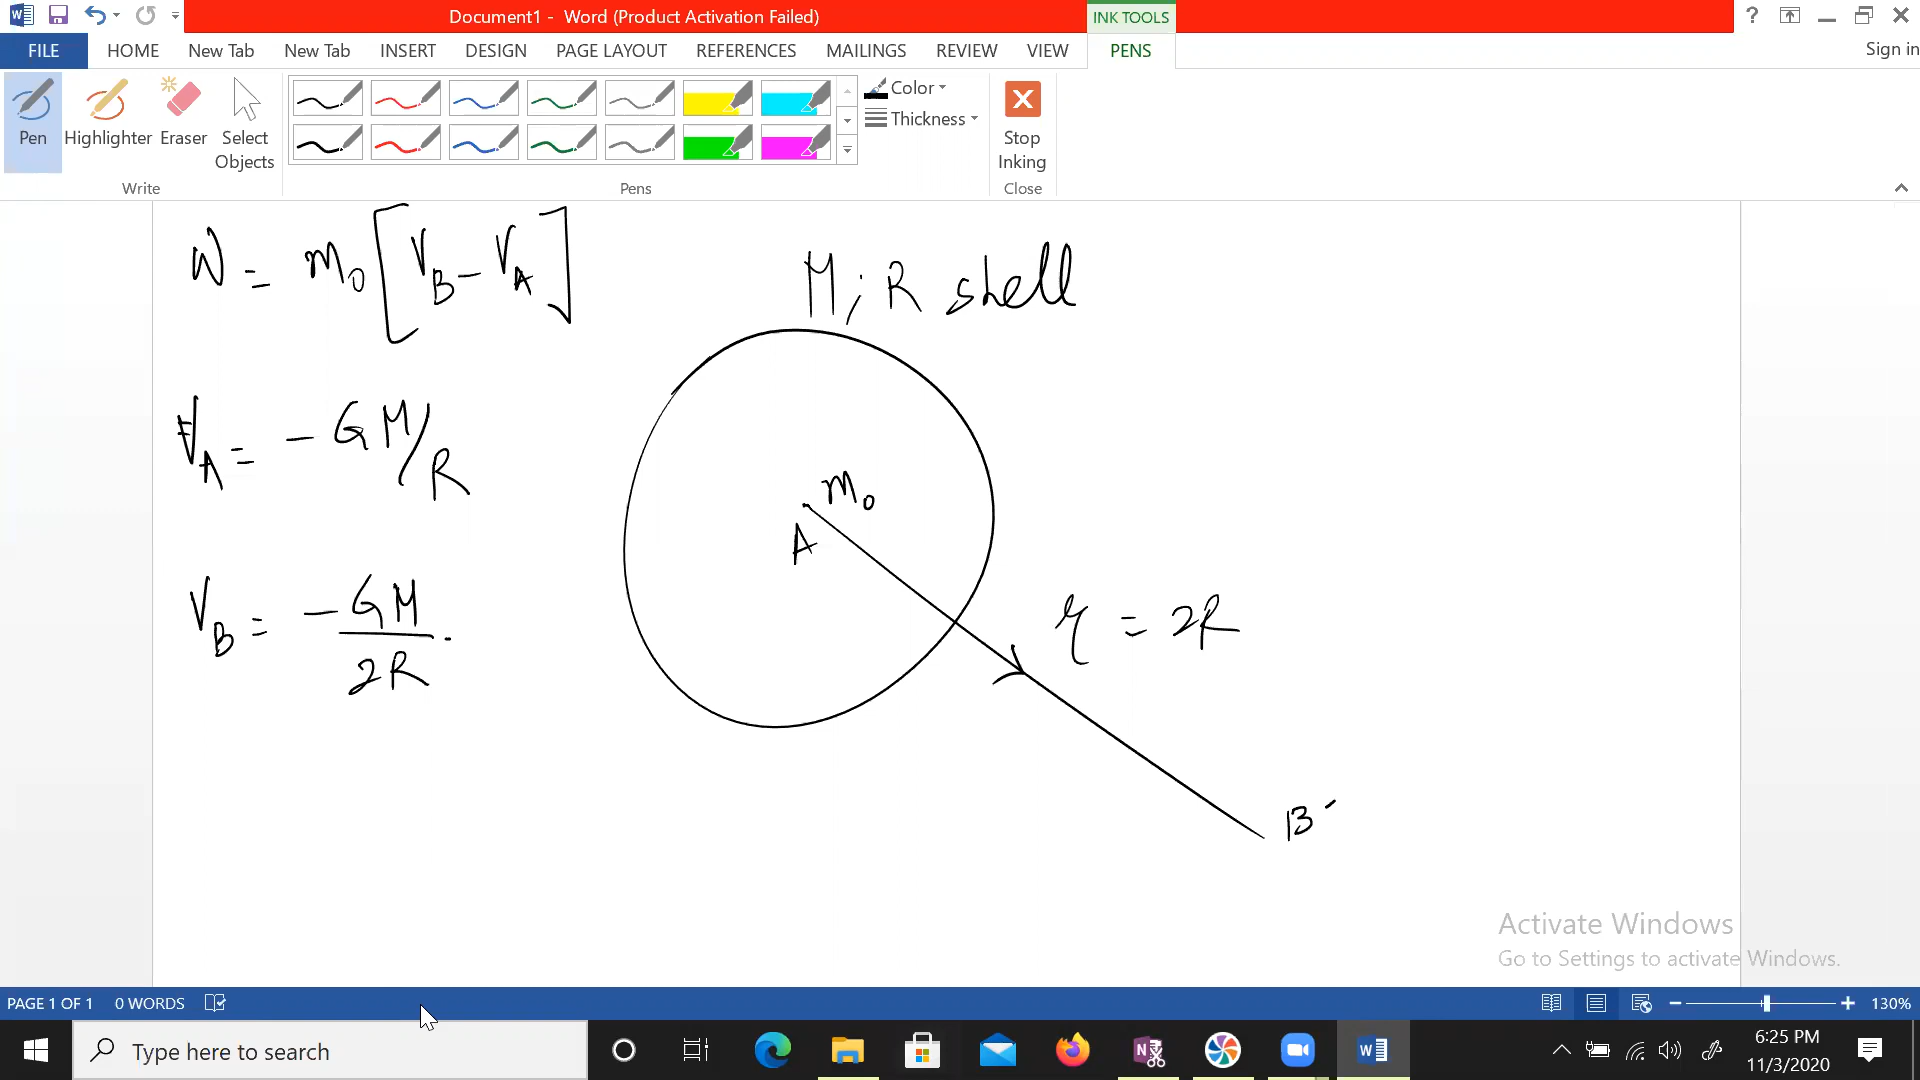 Document1 - Word (Product Activation Failed)
INK TOOLS
?
FILE HOME New Tab New Tab INSERT DESIGN PAGE LAYOUT REFERENCES MAILINGS REVIEW VIEW PENS Sign in
Pen Highlighter Eraser Select Objects
Color
Thickness
Stop Inking
Write Pens Close
W = m₀[V_B - V_A]
M; R shell
V_A = - GM/R
m₀
A
V_B = -GM/2R.
r = 2R
B
Activate Windows
Go to Settings to activate Windows.
PAGE 1 OF 1 0 WORDS 130%
Type here to search
6:25 PM
11/3/2020